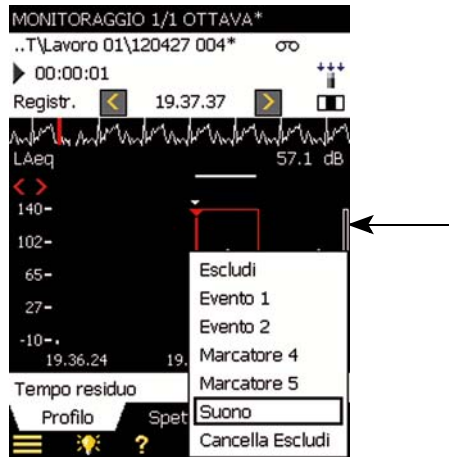 MONITORAGGIO 1/1 OTTAVA*
..T\Lavoro 01\120427 004*
00:00:01
Registr. < 19.37.37 >
LAeq 57.1 dB
< >
140-
102-
65-
27-
-10-
19.36.24 19.
Escludi
Evento 1
Evento 2
Marcatore 4
Marcatore 5
Suono
Cancella Escludi
Tempo residuo
Profilo Spet
?